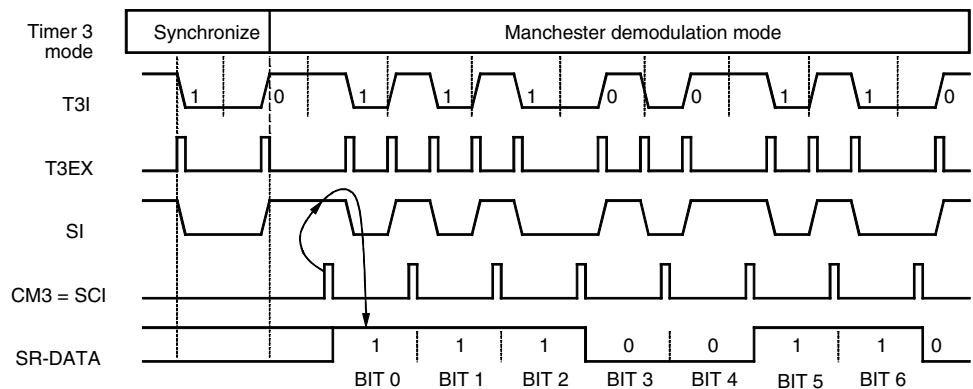 Timer 3 mode
Synchronize
Manchester demodulation mode
T3I
1 0 1 1 1 0 0 1 1 0
T3EX
SI
CM3 = SCI
SR-DATA
1 1 1 0 0 1 1 0
BIT 0 BIT 1 BIT 2 BIT 3 BIT 4 BIT 5 BIT 6